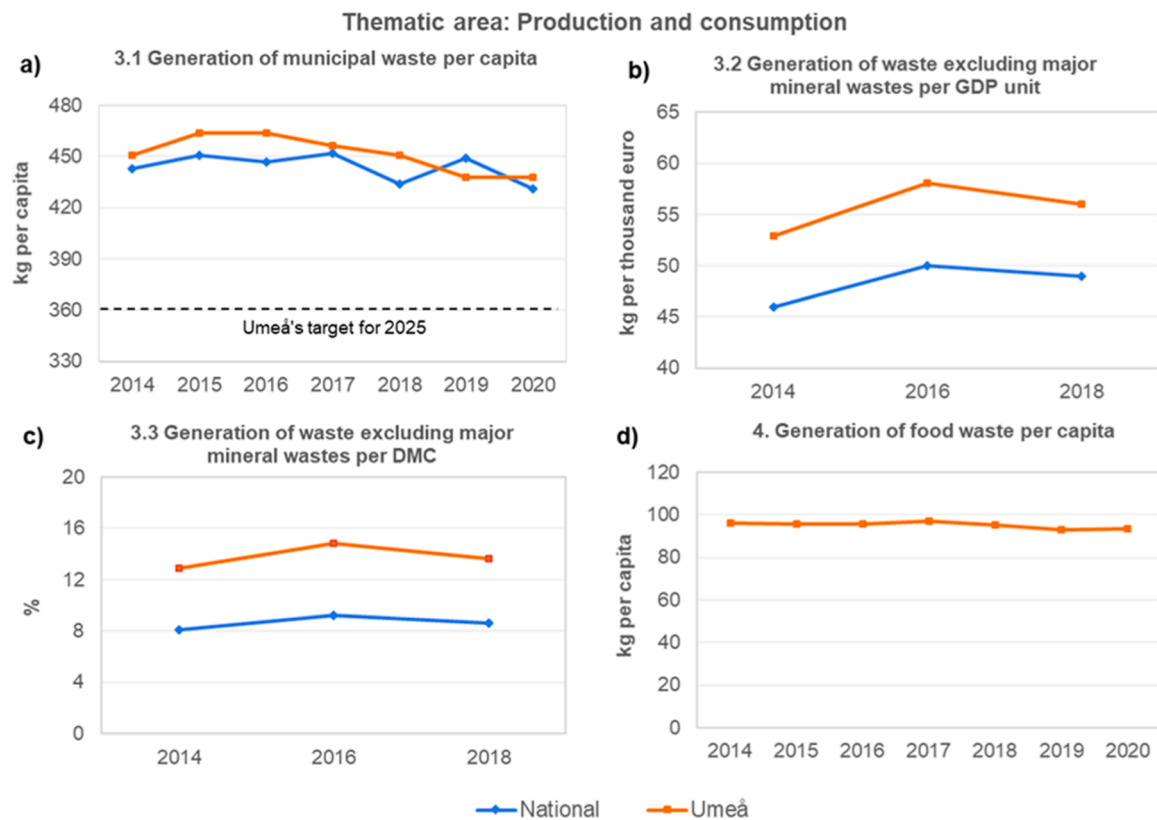 Thematic area: Production and consumption
a)
3.1 Generation of municipal waste per capita
kg per capita
480
450
420
390
360
330
Umeå's target for 2025
2014 2015 2016 2017 2018 2019 2020
b)
3.2 Generation of waste excluding major
mineral wastes per GDP unit
kg per thousand euro
65
60
55
50
45
40
2014 2016 2018
c)
3.3 Generation of waste excluding major
mineral wastes per DMC
%
20
16
12
8
4
0
2014 2016 2018
d)
4. Generation of food waste per capita
kg per capita
120
100
80
60
40
20
0
2014 2015 2016 2017 2018 2019 2020
National Umeå